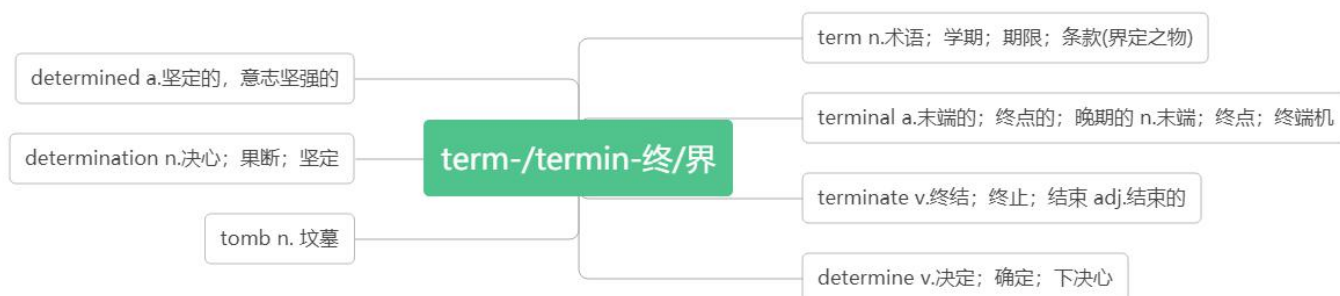 term-/termin-终/界
term n.术语；学期；期限；条款(界定之物)
terminal a.末端的；终点的；晚期的 n.末端；终点；终端机
terminate v.终结；终止；结束 adj.结束的
determine v.决定；确定；下决心
determined a.坚定的，意志坚强的
determination n.决心；果断；坚定
tomb n. 坟墓